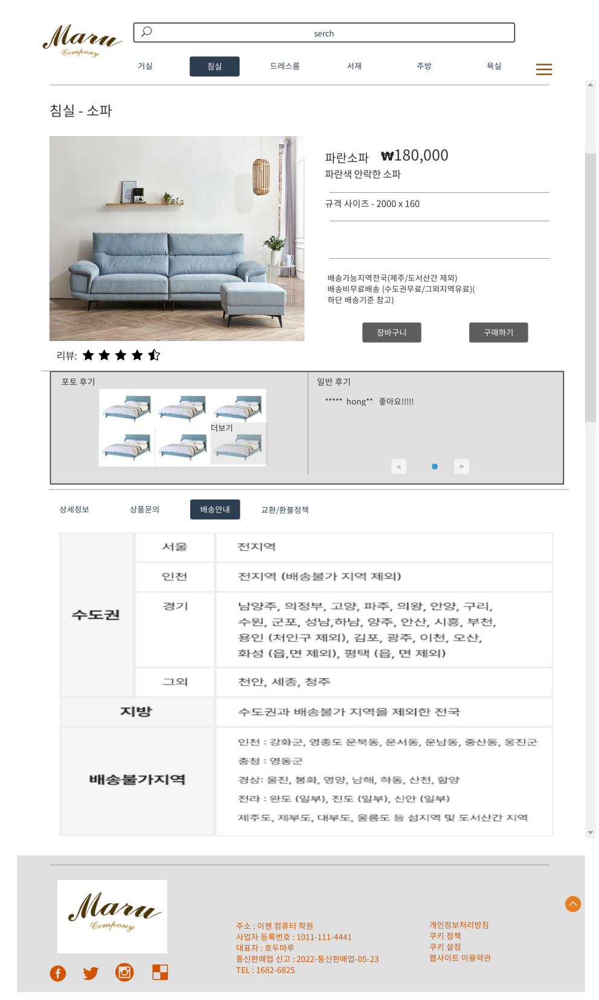 Maru
Company
serch
거실 침실 드레스룸 서재 주방 욕실
침실 - 소파
파란소파 ₩180,000
파란색 안락한 소파
규격 사이즈 - 2000 x 160
배송가능지역전국(제주/도서산간 제외)
배송비무료배송 (수도권무료/그외지역유료)(
하단 배송기준 참고)
장바구니 구매하기
리뷰:
포토 후기
더보기
일반 후기
***** hong** 좋아요!!!!!
< >
상세정보 상품문의 배송안내 교환/환불정책
수도권
서울 전지역
인천 전지역 (배송불가 지역 제외)
경기 남양주, 의정부, 고양, 파주, 의왕, 안양, 구리,
수원, 군포, 성남,하남, 양주, 안산, 시흥, 부천,
용인 (처인구 제외), 김포, 광주, 이천, 오산,
화성 (읍,면 제외), 평택 (읍, 면 제외)
그외 천안, 세종, 청주
지방 수도권과 배송불가 지역을 제외한 전국
배송불가지역
인천 : 강화군, 영종도 운북동, 운서동, 운남동, 중산동, 옹진군
충청 : 영동군
경상: 울진, 봉화, 영양, 남해, 하동, 산천, 함양
전라 : 완도 (일부), 진도 (일부), 신안 (일부)
제주도, 제부도, 대부도, 울릉도 등 섬지역 및 도서산간 지역
Maru
Company
주소 : 이젠 컴퓨터 학원
사업자 등록번호 : 1011-111-4441
대표자 : 호두마루
통신판매업 신고 : 2022-통신판매업-05-23
TEL : 1682-6825
개인정보처리방침
쿠키 정책
쿠키 설정
웹사이트 이용약관